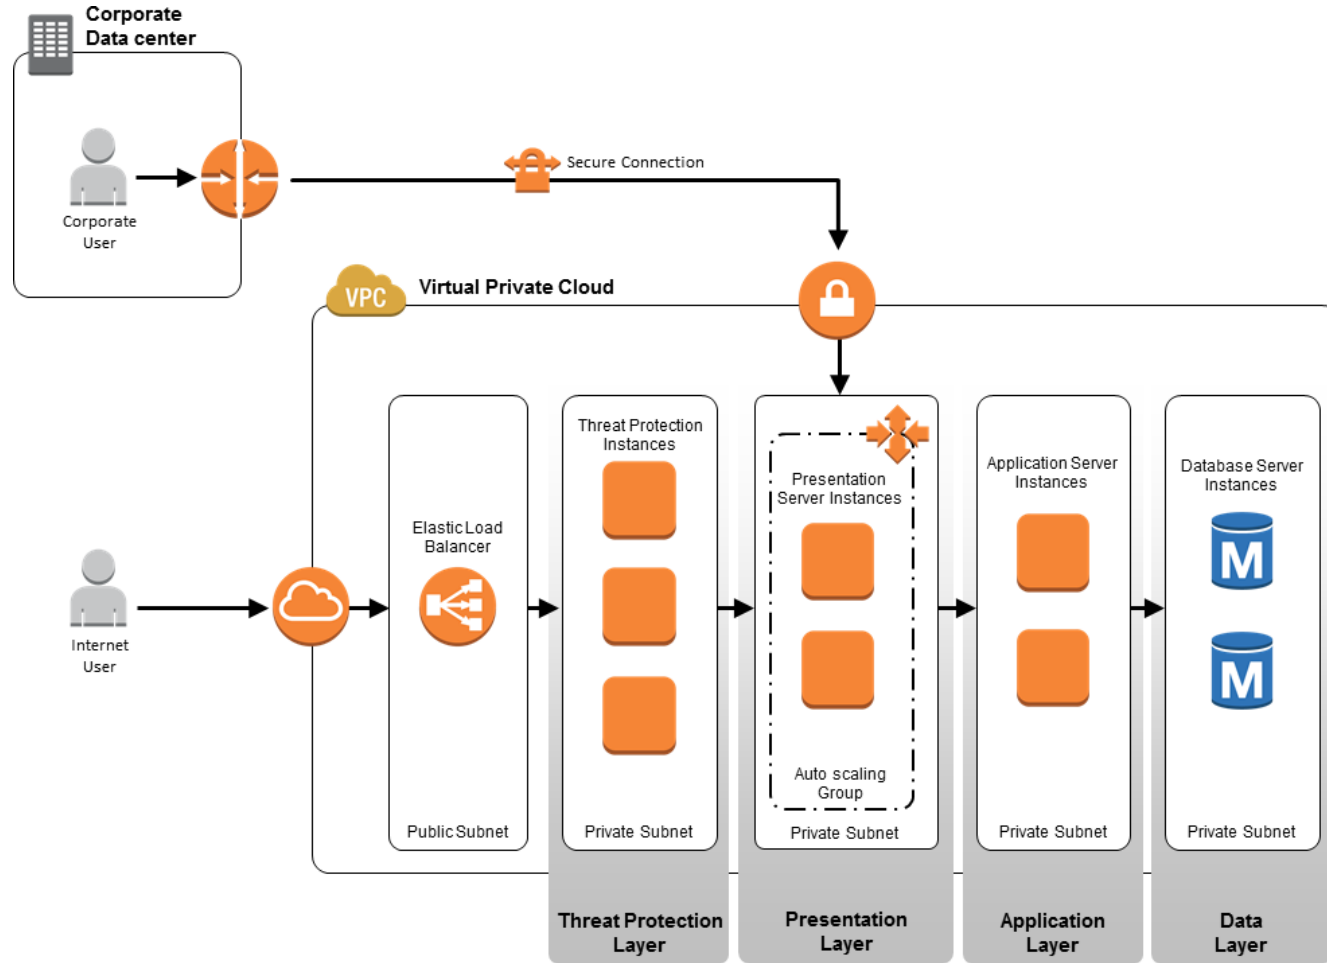 Corporate
Data center
Corporate
User
Secure Connection
VPC
Virtual Private Cloud
Internet
User
Elastic Load
Balancer
Public Subnet
Threat Protection
Instances
Private Subnet
Presentation
Server Instances
Auto scaling
Group
Private Subnet
Application Server
Instances
Private Subnet
Database Server
Instances
M
M
Private Subnet
Threat Protection
Layer
Presentation
Layer
Application
Layer
Data
Layer